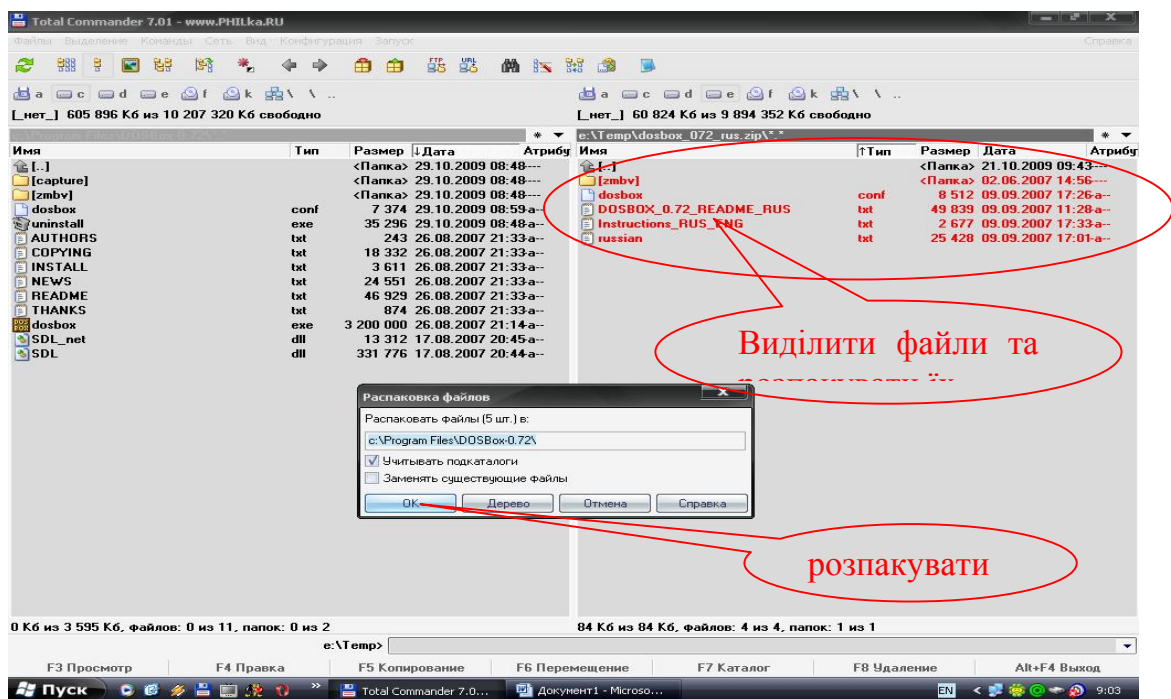 Total Commander 7.01 - www.PHILka.RU
Файлы Выделение Команды Сеть Вид Конфигурация Запуск Справка
FTP URL
a c d e f k \ \ ..
a c d e f k \ \ ..
[_нет_] 605 896 Кб из 10 207 320 Кб свободно
[_нет_] 60 824 Кб из 9 894 352 Кб свободно
c:\Program Files\DOSBox-0.72\*.* * ▼
e:\Temp\dosbox_072_rus.zip\*.* * ▼
Имя Тип Размер ↓Дата Атрибу
[..] <Папка> 29.10.2009 08:48----
[capture] <Папка> 29.10.2009 08:48----
[zmbv] <Папка> 29.10.2009 08:48----
dosbox conf 7 374 29.10.2009 08:59-a--
uninstall exe 35 296 29.10.2009 08:48-a--
AUTHORS txt 243 26.08.2007 21:33-a--
COPYING txt 18 332 26.08.2007 21:33-a--
INSTALL txt 3 611 26.08.2007 21:33-a--
NEWS txt 24 551 26.08.2007 21:33-a--
README txt 46 929 26.08.2007 21:33-a--
THANKS txt 874 26.08.2007 21:33-a--
dosbox exe 3 200 000 26.08.2007 21:14-a--
SDL_net dll 13 312 17.08.2007 20:45-a--
SDL dll 331 776 17.08.2007 20:44-a--
Имя ↑Тип Размер Дата Атрибу
[..] <Папка> 21.10.2009 09:43----
[zmbv] <Папка> 02.06.2007 14:56----
dosbox conf 8 512 09.09.2007 17:26-a--
DOSBOX_0.72_README_RUS txt 49 839 09.09.2007 11:28-a--
Instructions_RUS_ENG txt 2 677 09.09.2007 17:33-a--
russian txt 25 428 09.09.2007 17:01-a--
Виділити файли та
розпакувати їх
Распаковка файлов
Распаковать файлы (5 шт.) в:
c:\Program Files\DOSBox-0.72\
Учитывать подкаталоги
Заменять существующие файлы
OK Дерево Отмена Справка
розпакувати
0 Кб из 3 595 Кб, файлов: 0 из 11, папок: 0 из 2
84 Кб из 84 Кб, файлов: 4 из 4, папок: 1 из 1
e:\Temp>
F3 Просмотр F4 Правка F5 Копирование F6 Перемещение F7 Каталог F8 Удаление Alt+F4 Выход
Пуск » Total Commander 7.0... Документ1 - Microso... EN < 9:03